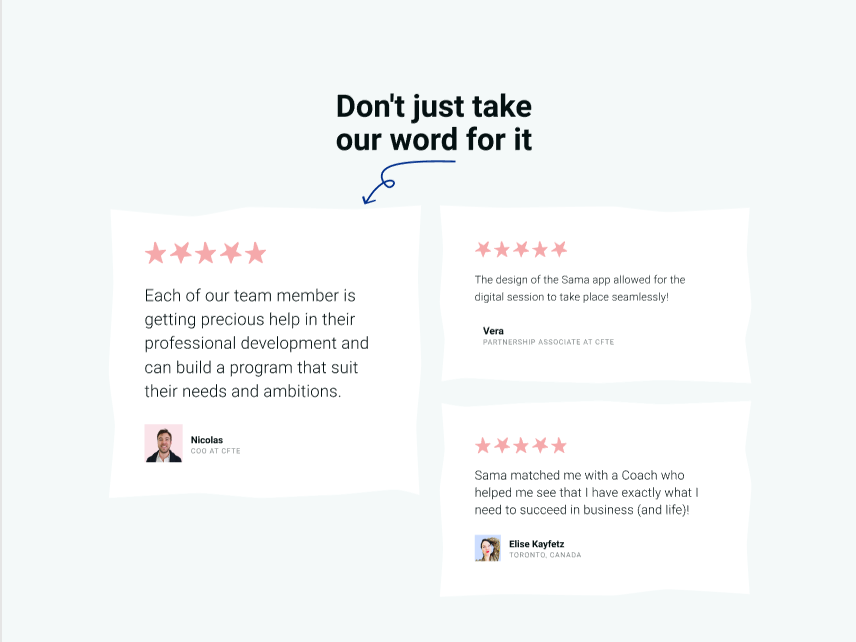 Don't just take
our word for it
Each of our team member is
getting precious help in their
professional development and
can build a program that suit
their needs and ambitions.
Nicolas
COO AT CFTE
The design of the Sama app allowed for the
digital session to take place seamlessly!
Vera
PARTNERSHIP ASSOCIATE AT CFTE
Sama matched me with a Coach who
helped me see that I have exactly what I
need to succeed in business (and life)!
Elise Kayfetz
TORONTO, CANADA